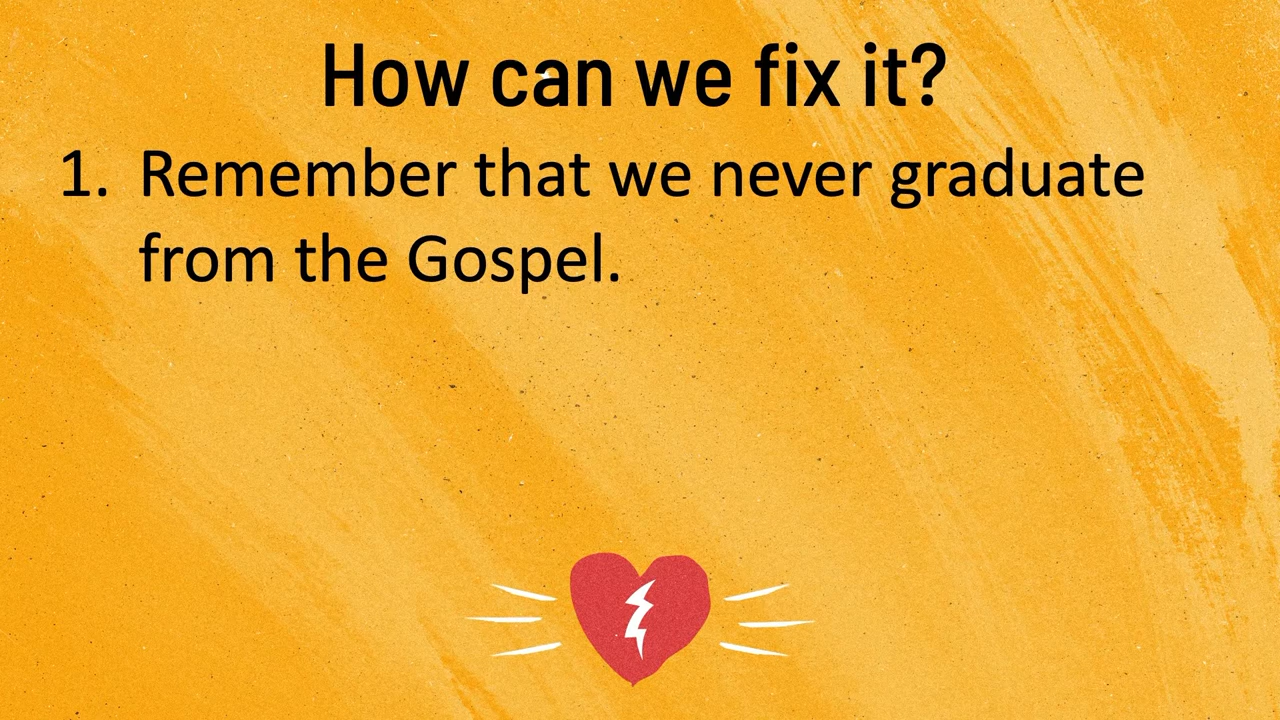 How can we fix it?
1. Remember that we never graduate
from the Gospel.